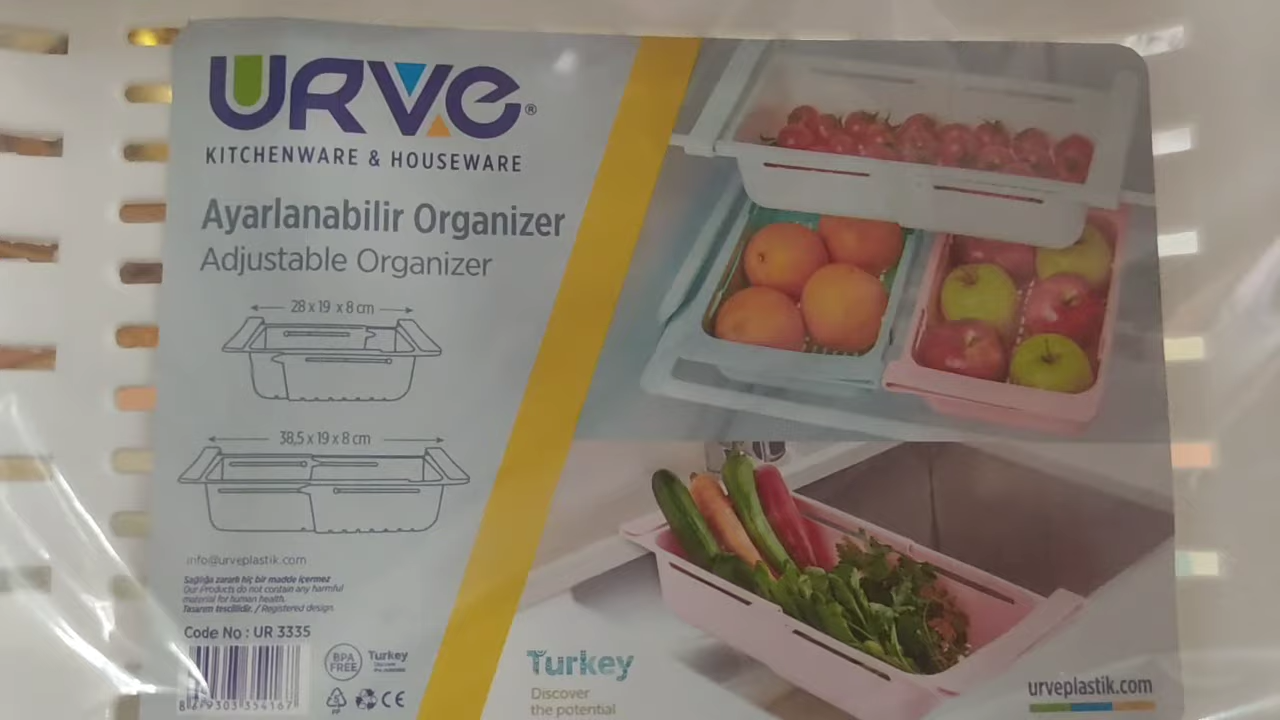 URVE®
KITCHENWARE & HOUSEWARE
Ayarlanabilir Organizer
Adjustable Organizer
28 x 19 x 8 cm
38,5 x 19 x 8 cm
info@urveplastik.com
Sağlığa zararlı hiç bir madde içermez
Our Products do not contain any harmful
material for human health.
Tasarım tescillidir. / Registered design.
Code No : UR 3335
BPA
FREE
Turkey
PP
CE
Turkey
Discover
the potential
urveplastik.com